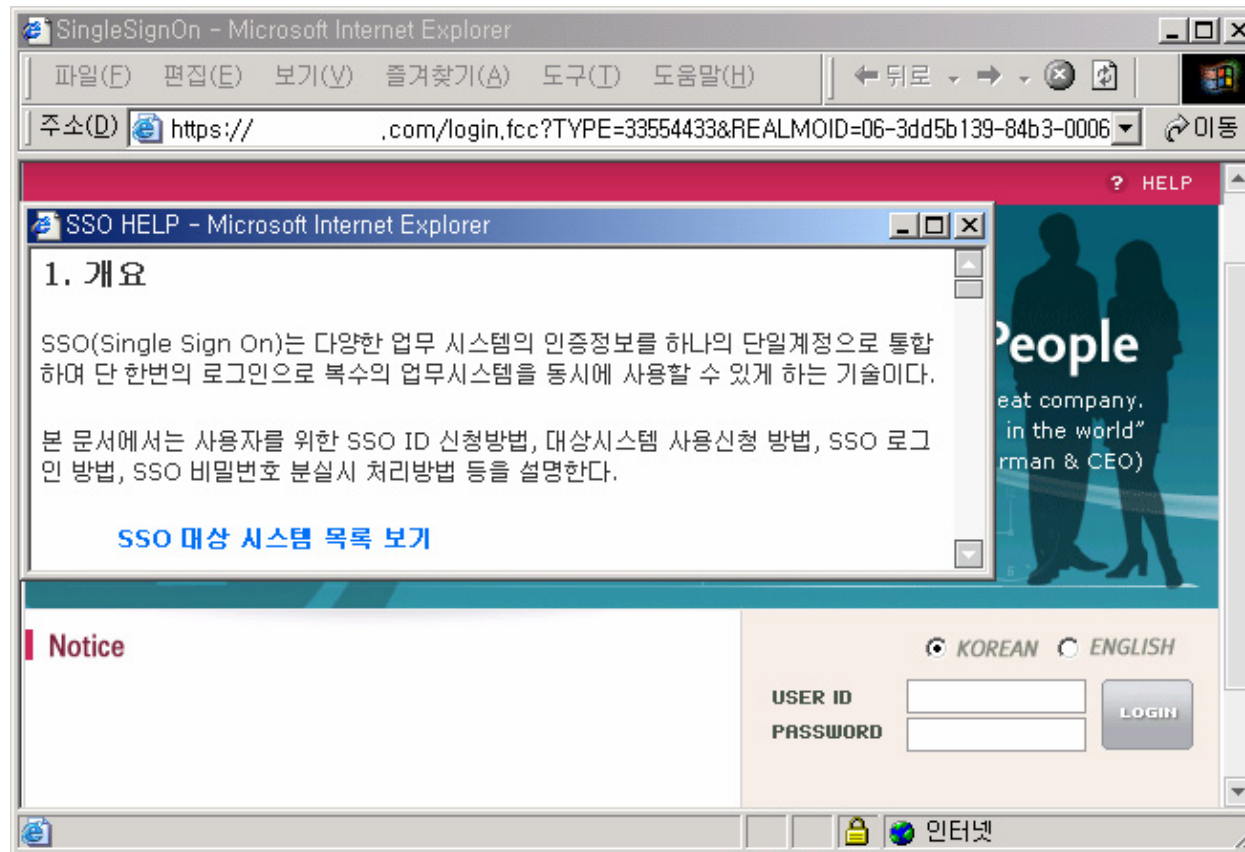 SingleSignOn - Microsoft Internet Explorer
파일(F) 편집(E) 보기(V) 즐겨찾기(A) 도구(T) 도움말(H) 뒤로
주소(D) https:// .com/login.fcc?TYPE=33554433&REALMOID=06-3dd5b139-84b3-0006 이동
? HELP
SSO HELP - Microsoft Internet Explorer
1. 개요
SSO(Single Sign On)는 다양한 업무 시스템의 인증정보를 하나의 단일계정으로 통합
하며 단 한번의 로그인으로 복수의 업무시스템을 동시에 사용할 수 있게 하는 기술이다.
본 문서에서는 사용자를 위한 SSO ID 신청방법, 대상시스템 사용신청 방법, SSO 로그
인 방법, SSO 비밀번호 분실시 처리방법 등을 설명한다.
SSO 대상 시스템 목록 보기
People
eat company.
in the world”
rman & CEO)
Notice
KOREAN ENGLISH
USER ID
PASSWORD
LOGIN
인터넷